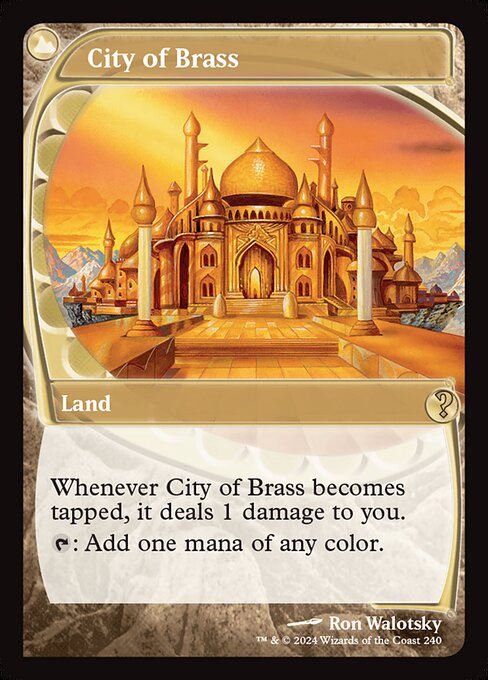 City of Brass
Land
Whenever City of Brass becomes
tapped, it deals 1 damage to you.
: Add one mana of any color.
Ron Walotsky
™ & © 2024 Wizards of the Coast 240